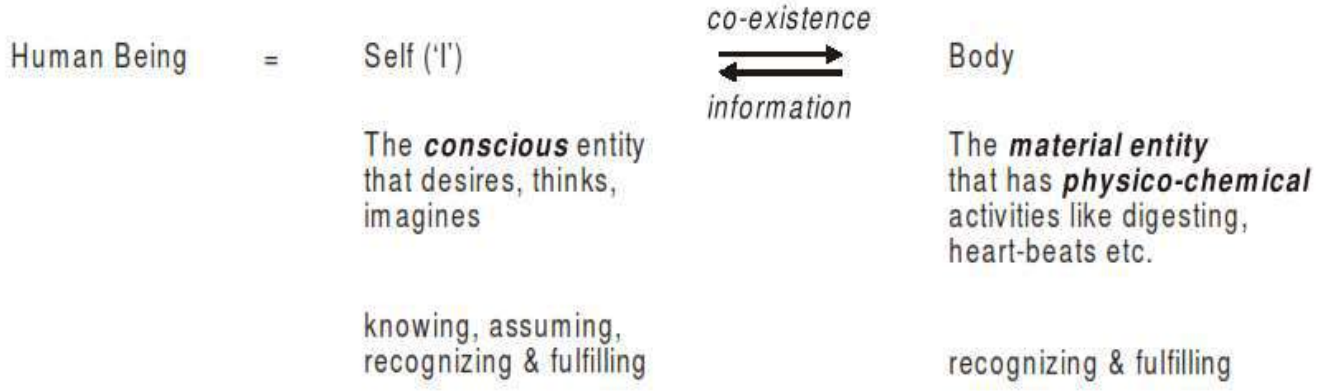 co-existence
Human Being = Self ('I') Body
information
The conscious entity
that desires, thinks,
imagines
The material entity
that has physico-chemical
activities like digesting,
heart-beats etc.
knowing, assuming,
recognizing & fulfilling
recognizing & fulfilling